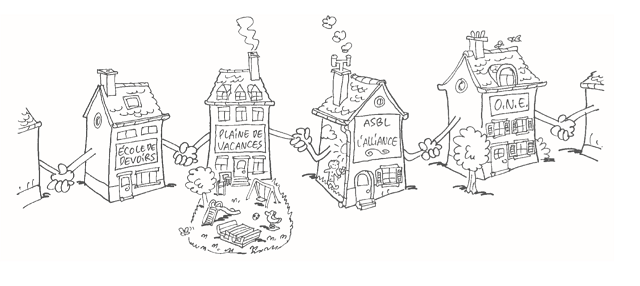 ÉCOLE DE
DEVOIRS
PLAINE DE
VACANCES
ASBL
L'ALLIANCE
O.N.E.